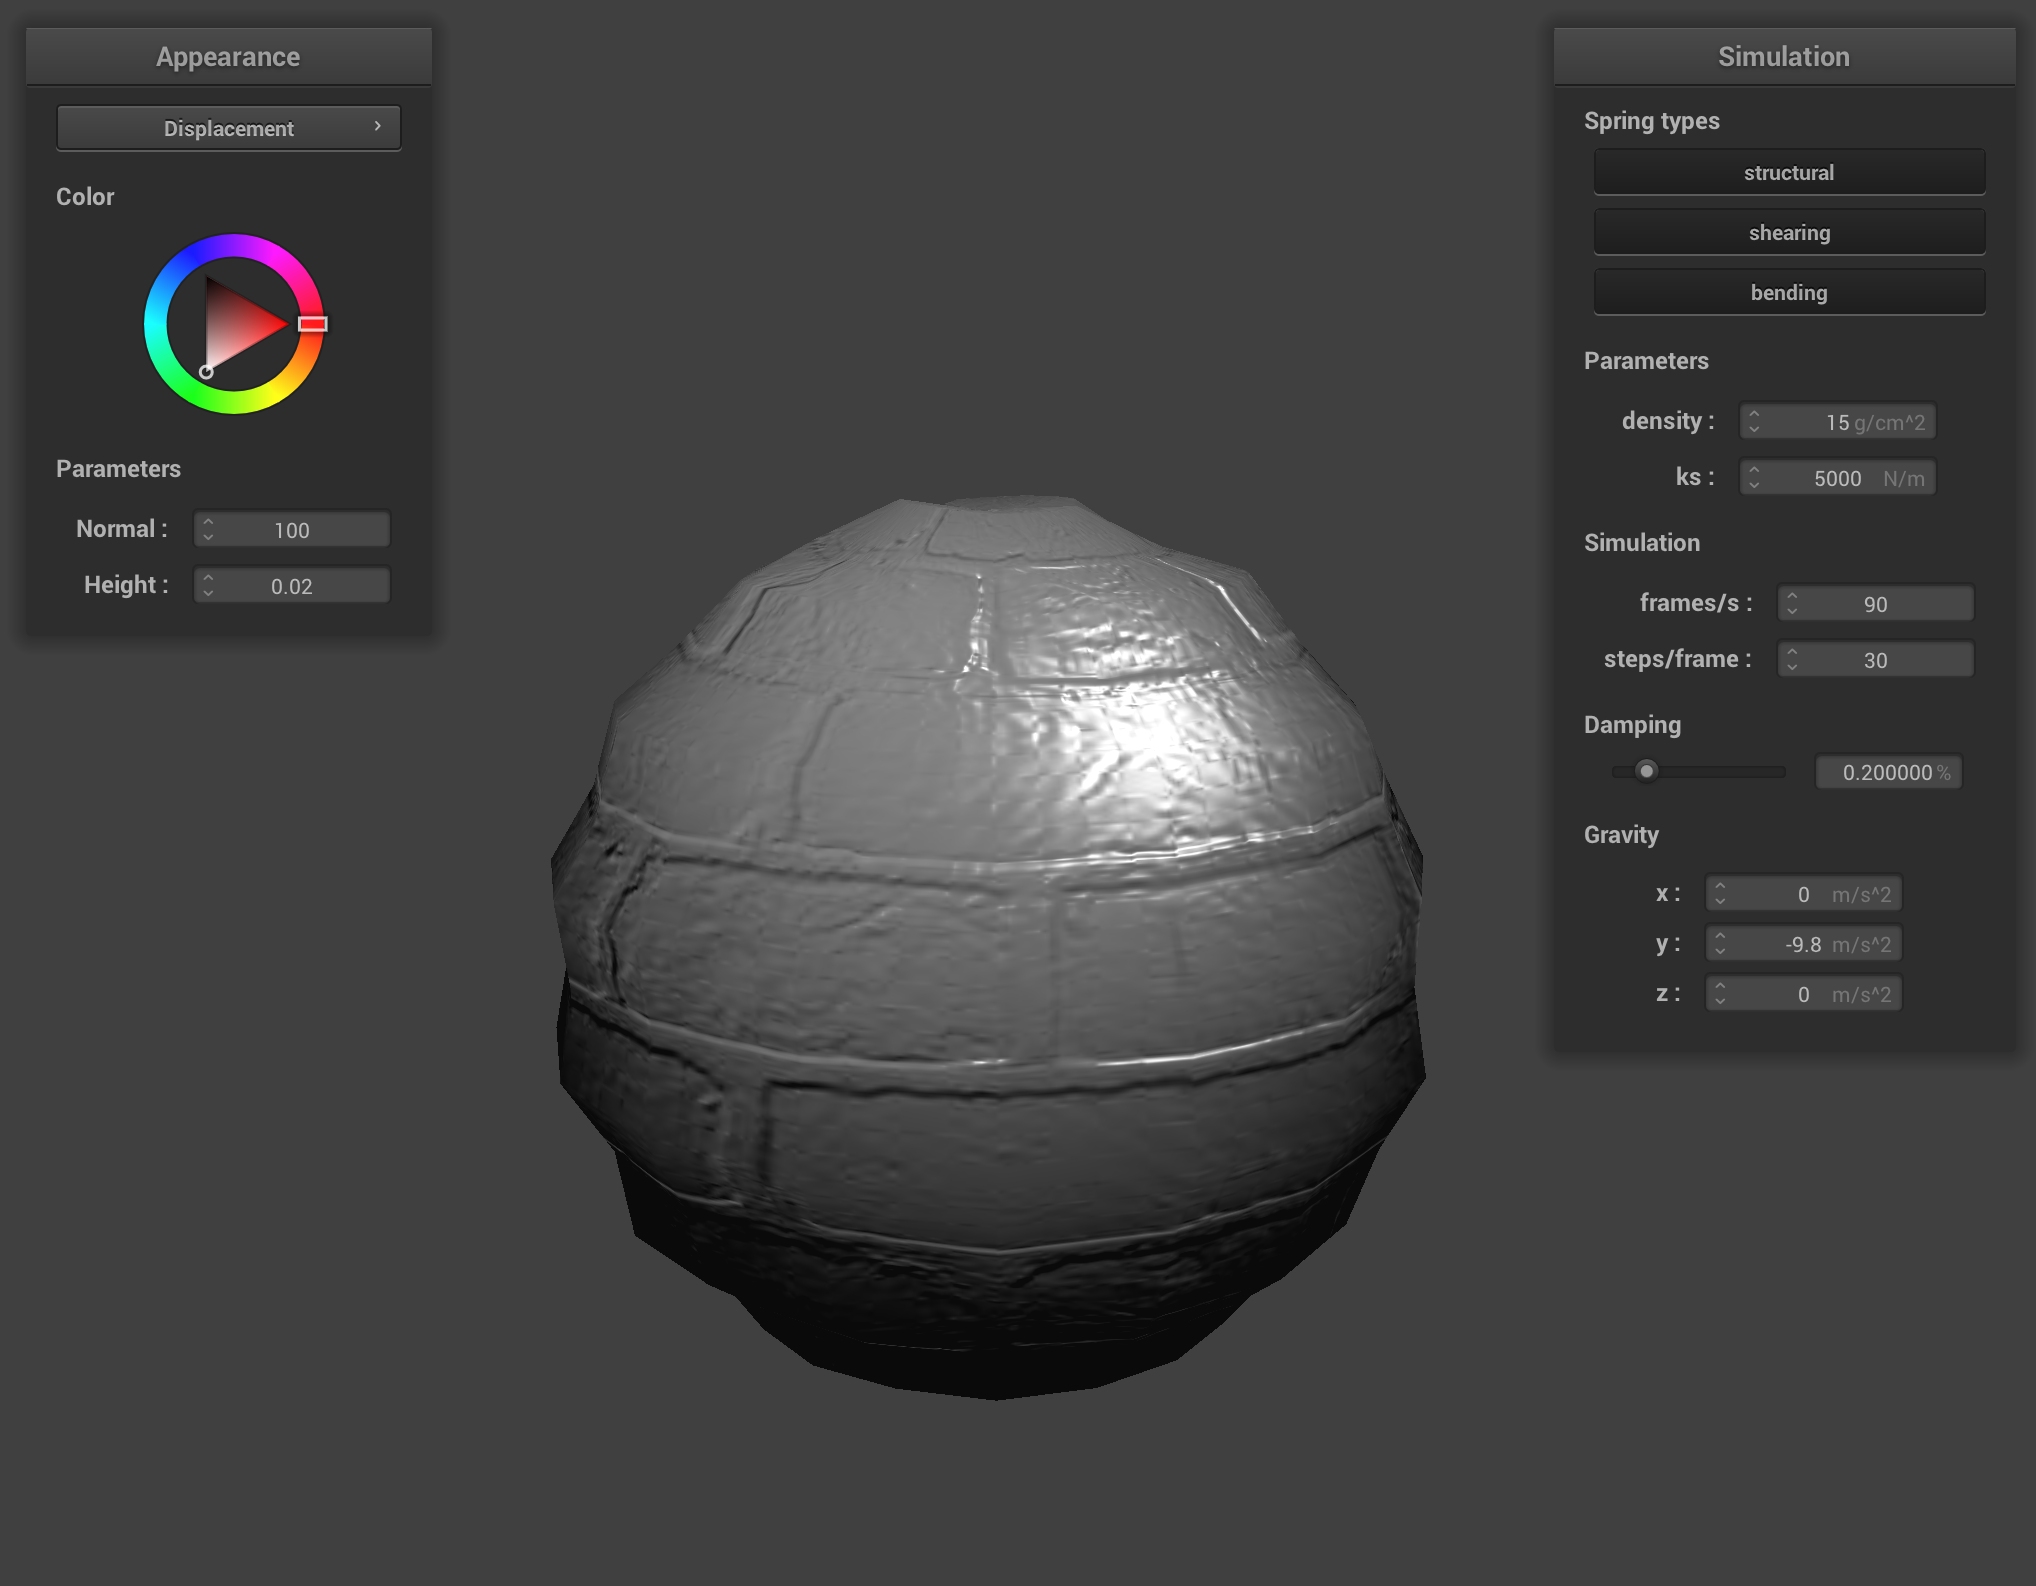 Appearance
Displacement
Color
Parameters
Normal : 100
Height : 0.02
Simulation
Spring types
structural
shearing
bending
Parameters
density : 15 g/cm^2
ks : 5000 N/m
Simulation
frames/s : 90
steps/frame : 30
Damping
0.200000 %
Gravity
x : 0 m/s^2
y : -9.8 m/s^2
z : 0 m/s^2